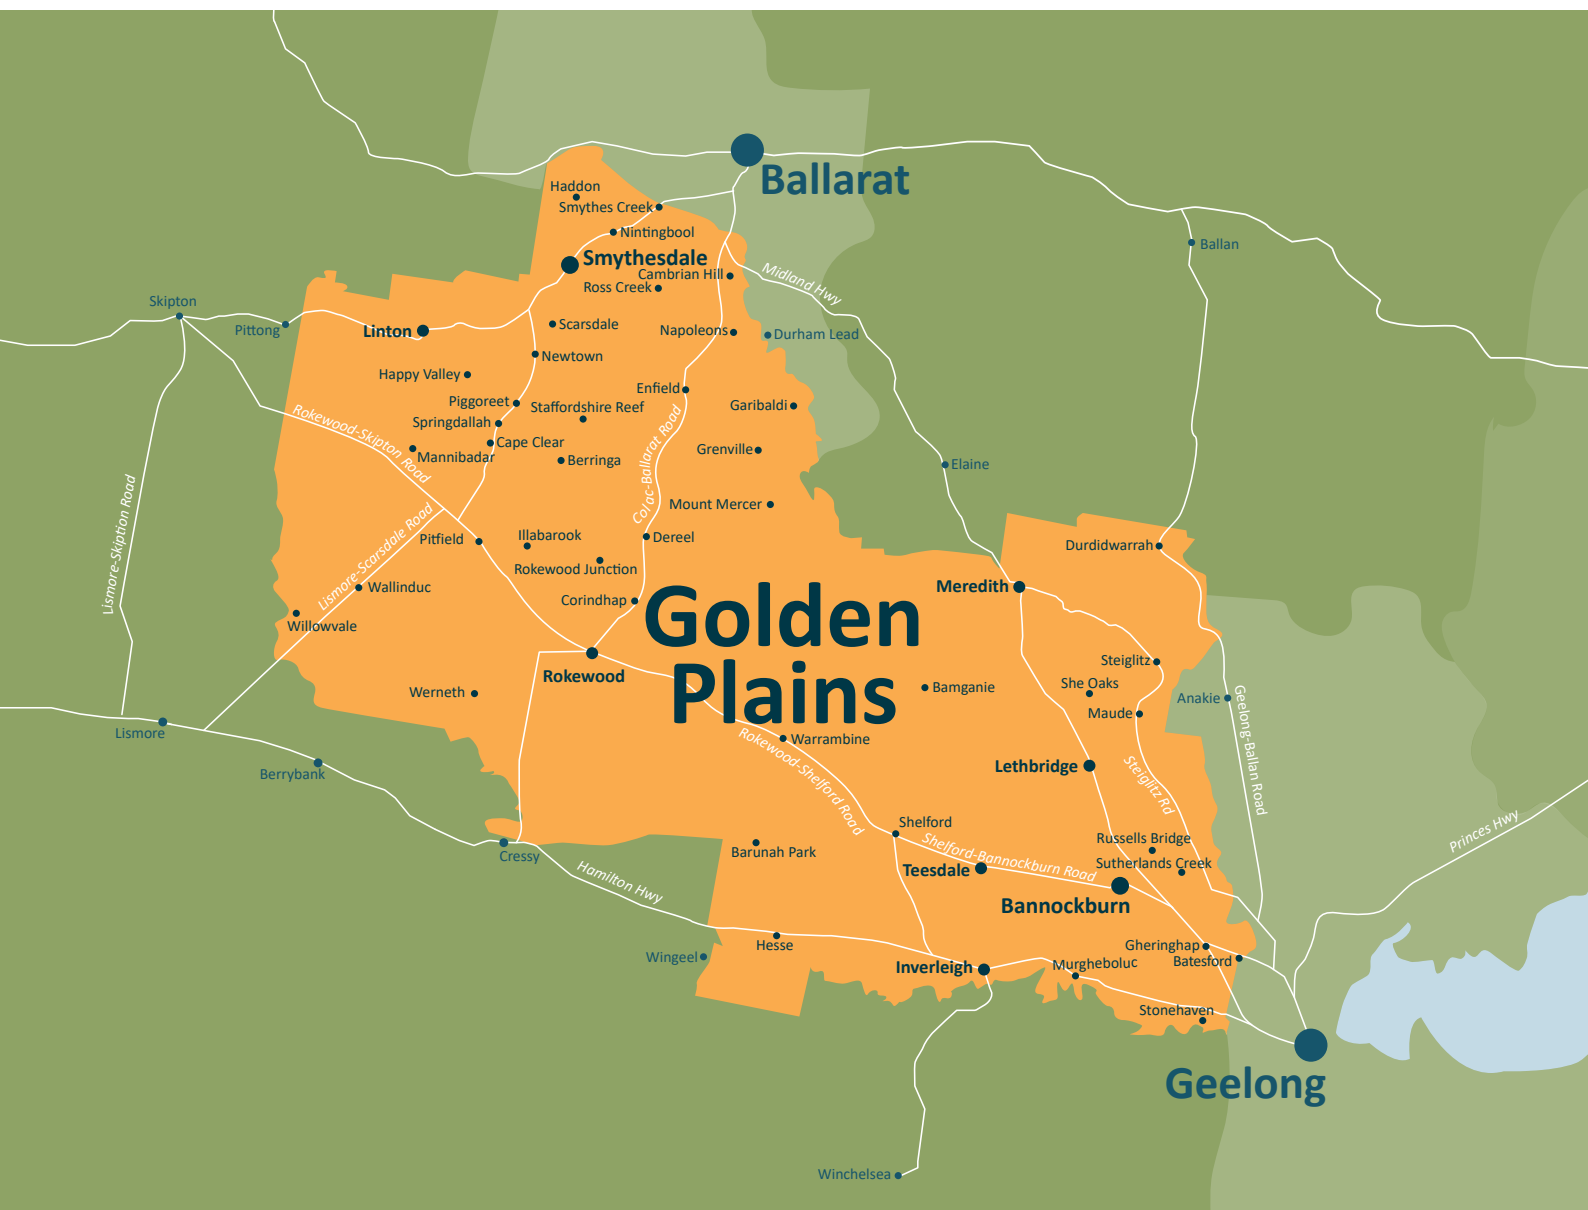 Ballarat
Haddon
Smythes Creek
Nintingbool
Smythesdale
Ballan
Cambrian Hill
Midland Hwy
Ross Creek
Skipton
Pittong
Linton
Scarsdale
Napoleons
Durham Lead
Newtown
Happy Valley
Enfield
Piggoreet
Staffordshire Reef
Garibaldi
Rokewood-Skipton Road
Springdallah
Cape Clear
Mannibadar
Berringa
Colac-Ballarat Road
Grenville
Elaine
Mount Mercer
Lismore-Skiption Road
Lismore-Scarsdale Road
Pitfield
Illabarook
Dereel
Durdidwarrah
Rokewood Junction
Wallinduc
Meredith
Corindhap
Golden
Plains
Willowvale
Rokewood
Steiglitz
She Oaks
Bamganie
Werneth
Anakie
Maude
Geelong-Ballan Road
Lismore
Warrambine
Rokewood-Shelford Road
Lethbridge
Steiglitz Rd
Berrybank
Shelford
Princes Hwy
Russells Bridge
Barunah Park
Shelford-Bannockburn Road
Sutherlands Creek
Cressy
Teesdale
Hamilton Hwy
Bannockburn
Hesse
Gheringhap
Wingeel
Batesford
Inverleigh
Murgheboluc
Stonehaven
Geelong
Winchelsea